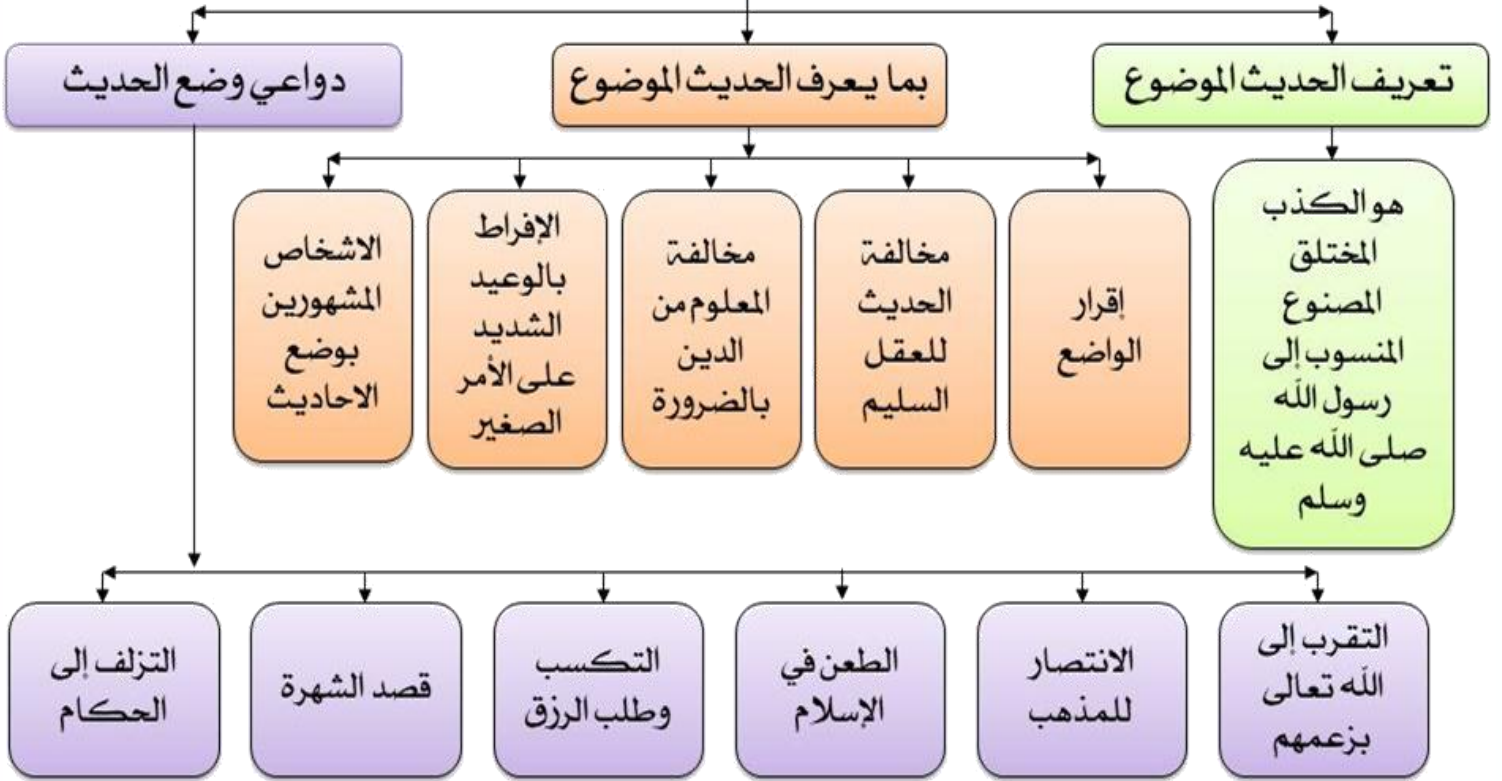 تعريف الحديث الموضوع
بما يعرف الحديث الموضوع
دواعي وضع الحديث
هو الكذب
المختلق
المصنوع
المنسوب إلى
رسول الله
صلى الله عليه
وسلم
إقرار
الواضع
مخالفة
الحديث
للعقل
السليم
مخالفة
المعلوم من
الدين
بالضرورة
الإفراط
بالوعيد
الشديد
على الأمر
الصغير
الاشخاص
المشهورين
بوضع
الاحاديث
التقرب إلى
الله تعالى
بزعمهم
الانتصار
للمذهب
الطعن في
الإسلام
التكسب
وطلب الرزق
قصد الشهرة
التزلف إلى
الحكام